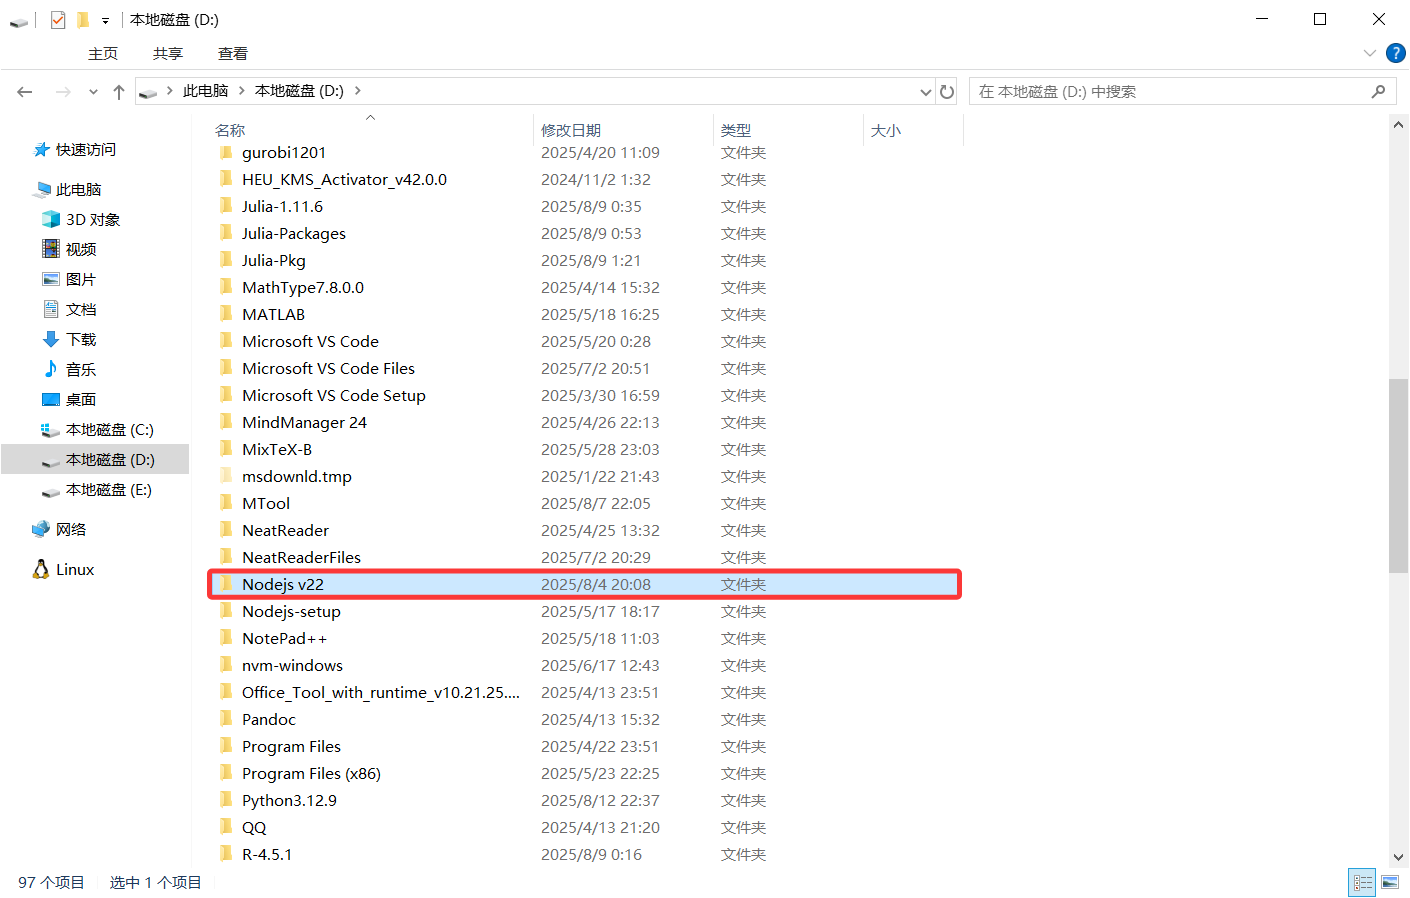 本地磁盘 (D:)
主页 共享 查看
此电脑 本地磁盘 (D:)
在 本地磁盘 (D:) 中搜索
快速访问
此电脑
3D 对象
视频
图片
文档
下载
音乐
桌面
本地磁盘 (C:)
本地磁盘 (D:)
本地磁盘 (E:)
网络
Linux
名称 修改日期 类型 大小
gurobi1201 2025/4/20 11:09 文件夹
HEU_KMS_Activator_v42.0.0 2024/11/2 1:32 文件夹
Julia-1.11.6 2025/8/9 0:35 文件夹
Julia-Packages 2025/8/9 0:53 文件夹
Julia-Pkg 2025/8/9 1:21 文件夹
MathType7.8.0.0 2025/4/14 15:32 文件夹
MATLAB 2025/5/18 16:25 文件夹
Microsoft VS Code 2025/5/20 0:28 文件夹
Microsoft VS Code Files 2025/7/2 20:51 文件夹
Microsoft VS Code Setup 2025/3/30 16:59 文件夹
MindManager 24 2025/4/26 22:13 文件夹
MixTeX-B 2025/5/28 23:03 文件夹
msdownld.tmp 2025/1/22 21:43 文件夹
MTool 2025/8/7 22:05 文件夹
NeatReader 2025/4/25 13:32 文件夹
NeatReaderFiles 2025/7/2 20:29 文件夹
Nodejs v22 2025/8/4 20:08 文件夹
Nodejs-setup 2025/5/17 18:17 文件夹
NotePad++ 2025/5/18 11:03 文件夹
nvm-windows 2025/6/17 12:43 文件夹
Office_Tool_with_runtime_v10.21.25.... 2025/4/13 23:51 文件夹
Pandoc 2025/4/13 15:32 文件夹
Program Files 2025/4/22 23:51 文件夹
Program Files (x86) 2025/5/23 22:25 文件夹
Python3.12.9 2025/8/12 22:37 文件夹
QQ 2025/4/13 21:20 文件夹
R-4.5.1 2025/8/9 0:16 文件夹
97 个项目 选中 1 个项目